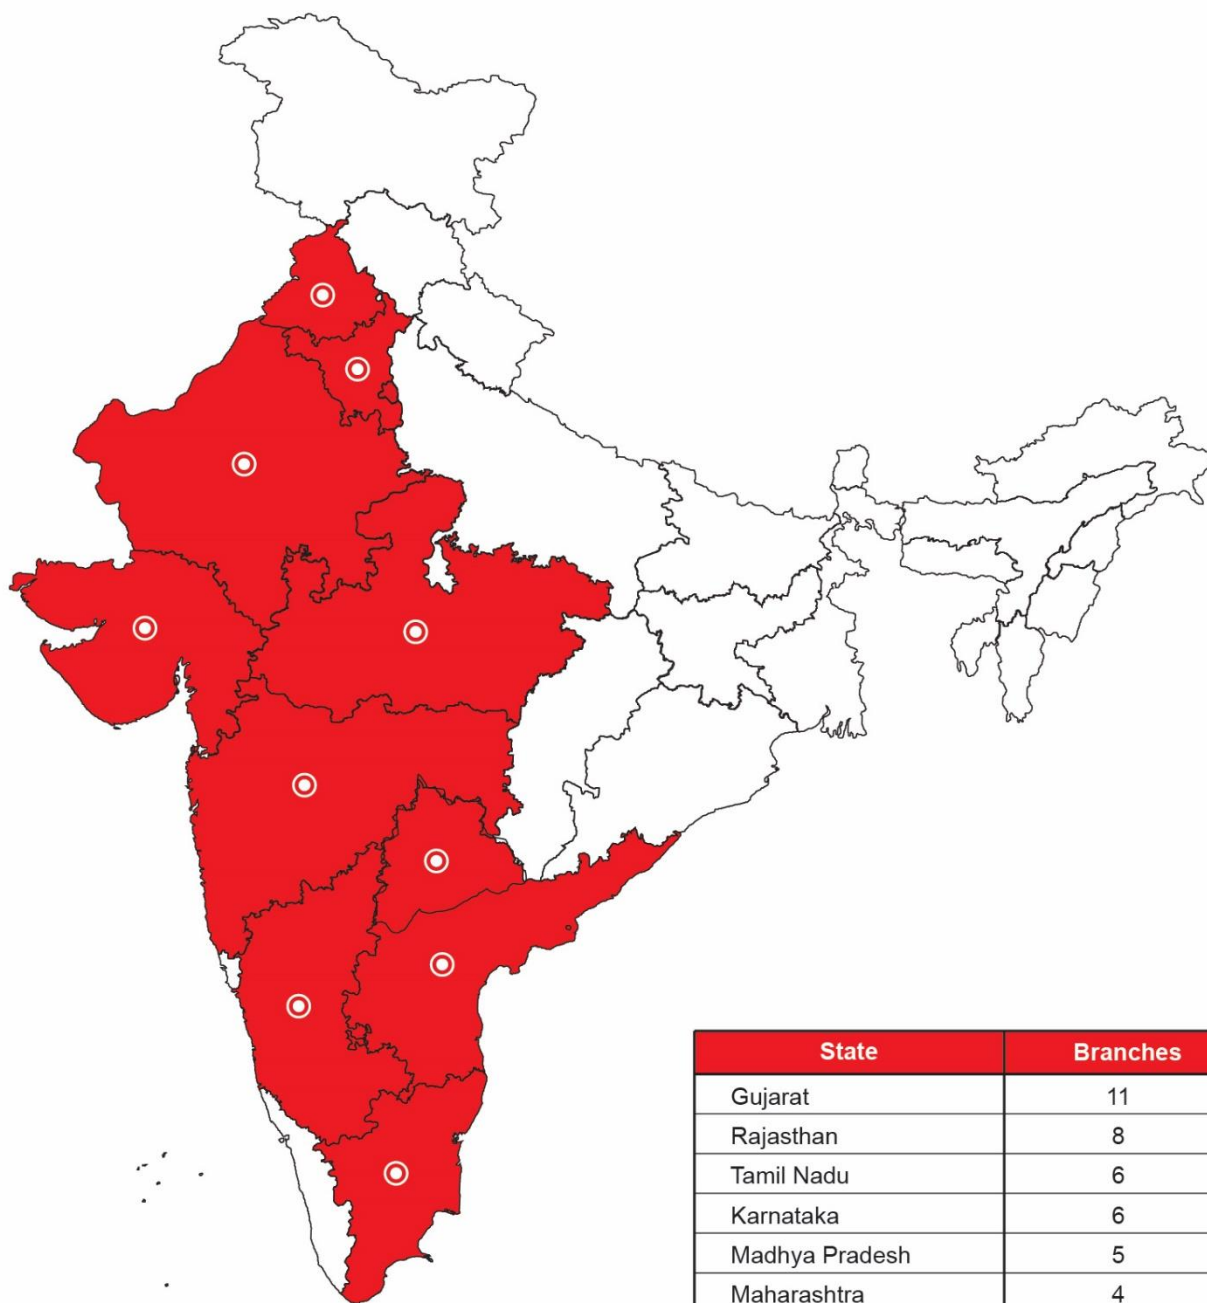 State Branches
Gujarat 11
Rajasthan 8
Tamil Nadu 6
Karnataka 6
Madhya Pradesh 5
Maharashtra 4